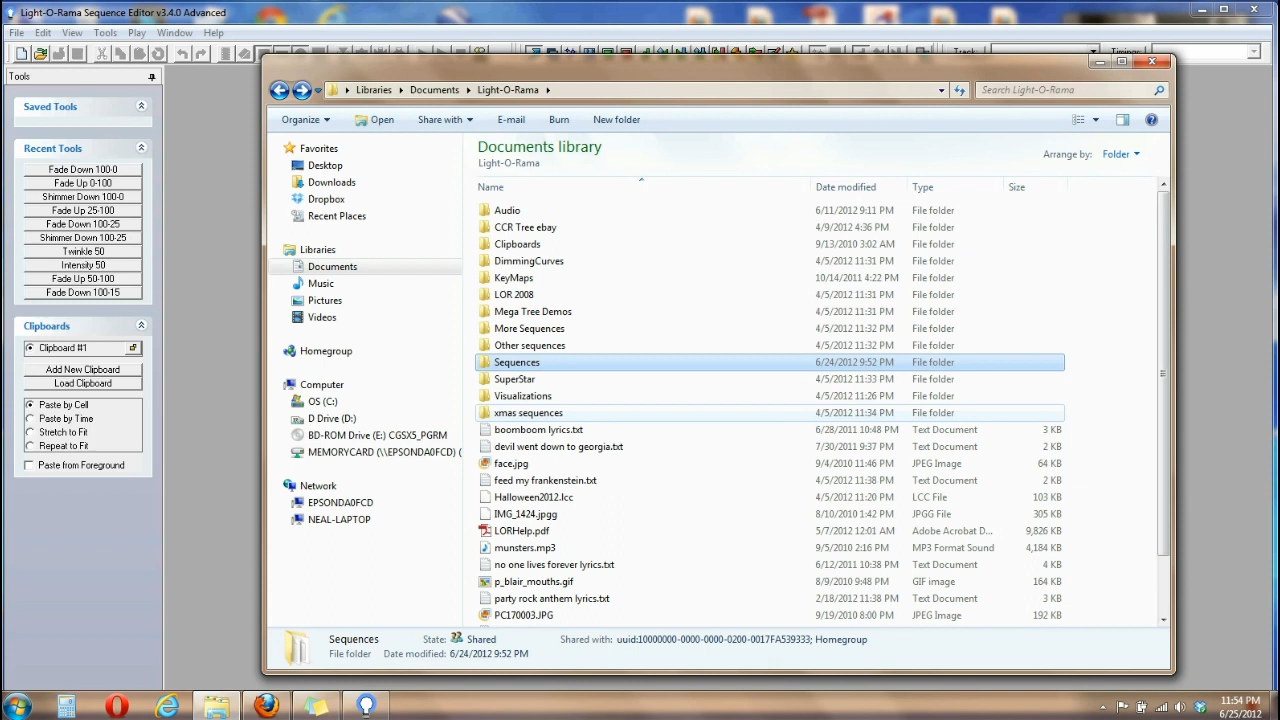 Light-O-Rama Sequence Editor v3.4.0 Advanced
File Edit View Tools Play Window Help
Tools
Saved Tools
Recent Tools
Fade Down 100-0
Fade Up 0-100
Shimmer Down 100-0
Fade Up 25-100
Fade Down 100-25
Shimmer Down 100-25
Twinkle 50
Intensity 50
Fade Up 50-100
Fade Down 100-15
Clipboards
Clipboard #1
Add New Clipboard
Load Clipboard
Paste by Cell
Paste by Time
Stretch to Fit
Repeat to Fit
Paste from Foreground
Libraries Documents Light-O-Rama
Search Light-O-Rama
Organize Open Share with E-mail Burn New folder
Favorites
Desktop
Downloads
Dropbox
Recent Places
Libraries
Documents
Music
Pictures
Videos
Homegroup
Computer
OS (C:)
D Drive (D:)
BD-ROM Drive (E:) CGSX5_PGRM
MEMORYCARD (\\EPSONDA0FCD) (
Network
EPSONDA0FCD
NEAL-LAPTOP
Documents library
Light-O-Rama
Arrange by: Folder
Name Date modified Type Size
Audio 6/11/2012 9:11 PM File folder
CCR Tree ebay 4/9/2012 4:36 PM File folder
Clipboards 9/13/2010 3:02 AM File folder
DimmingCurves 4/5/2012 11:31 PM File folder
KeyMaps 10/14/2011 4:22 PM File folder
LOR 2008 4/5/2012 11:31 PM File folder
Mega Tree Demos 4/5/2012 11:31 PM File folder
More Sequences 4/5/2012 11:32 PM File folder
Other sequences 4/5/2012 11:32 PM File folder
Sequences 6/24/2012 9:52 PM File folder
SuperStar 4/5/2012 11:33 PM File folder
Visualizations 4/5/2012 11:26 PM File folder
xmas sequences 4/5/2012 11:34 PM File folder
boomboom lyrics.txt 6/28/2011 10:48 PM Text Document 3 KB
devil went down to georgia.txt 7/30/2011 9:37 PM Text Document 2 KB
face.jpg 9/4/2010 11:46 PM JPEG Image 64 KB
feed my frankenstein.txt 4/5/2012 11:38 PM Text Document 2 KB
Halloween2012.lcc 4/5/2012 11:20 PM LCC File 103 KB
IMG_1424.jpgg 8/10/2010 1:42 PM JPGG File 305 KB
LORHelp.pdf 5/7/2012 12:01 AM Adobe Acrobat D... 9,826 KB
munsters.mp3 9/5/2010 2:16 PM MP3 Format Sound 4,184 KB
no one lives forever lyrics.txt 6/12/2011 10:38 PM Text Document 4 KB
p_blair_mouths.gif 8/9/2010 9:48 PM GIF image 164 KB
party rock anthem lyrics.txt 2/18/2012 11:38 PM Text Document 3 KB
PC170003.JPG 9/19/2010 8:00 PM JPEG Image 192 KB
Sequences State: Shared Shared with: uuid:10000000-0000-0000-0200-0017FA539333; Homegroup
File folder Date modified: 6/24/2012 9:52 PM
11:54 PM
6/25/2012